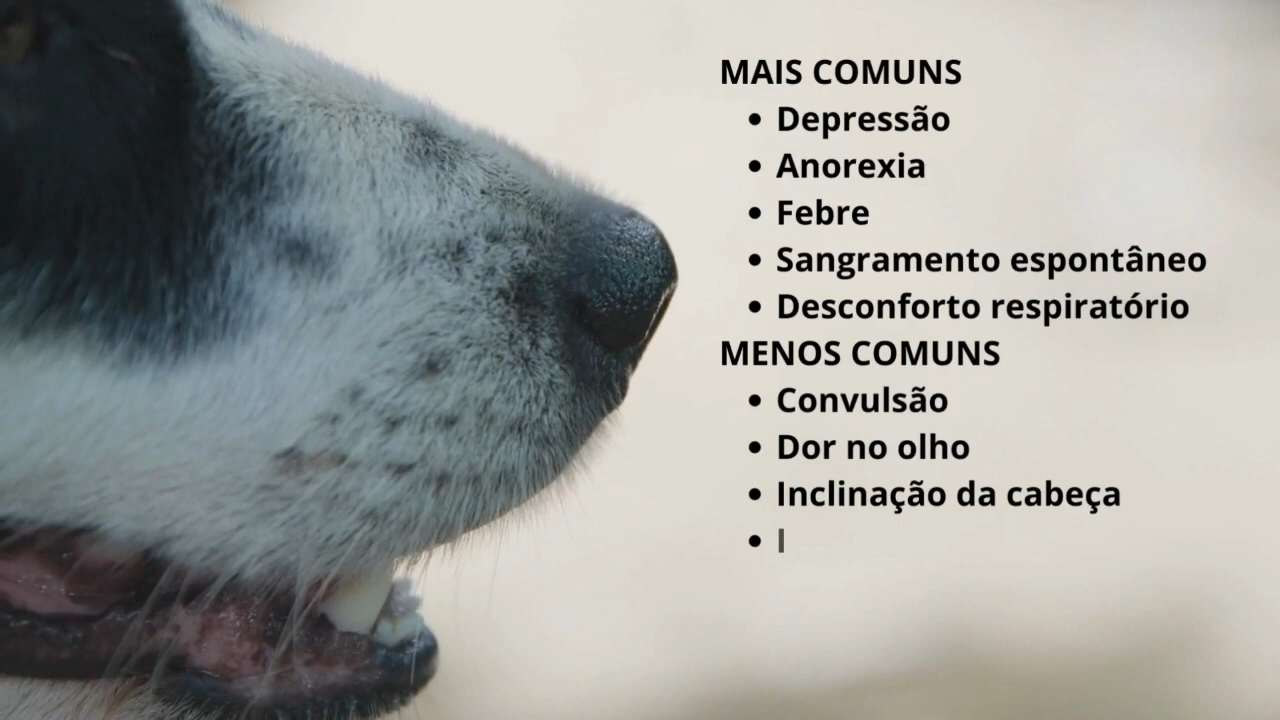 MAIS COMUNS
• Depressão
• Anorexia
• Febre
• Sangramento espontâneo
• Desconforto respiratório
MENOS COMUNS
• Convulsão
• Dor no olho
• Inclinação da cabeça
• I